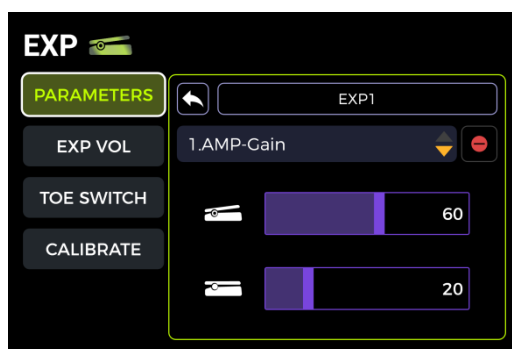 EXP
PARAMETERS
EXP VOL
TOE SWITCH
CALIBRATE
EXP1
1.AMP-Gain
60
20